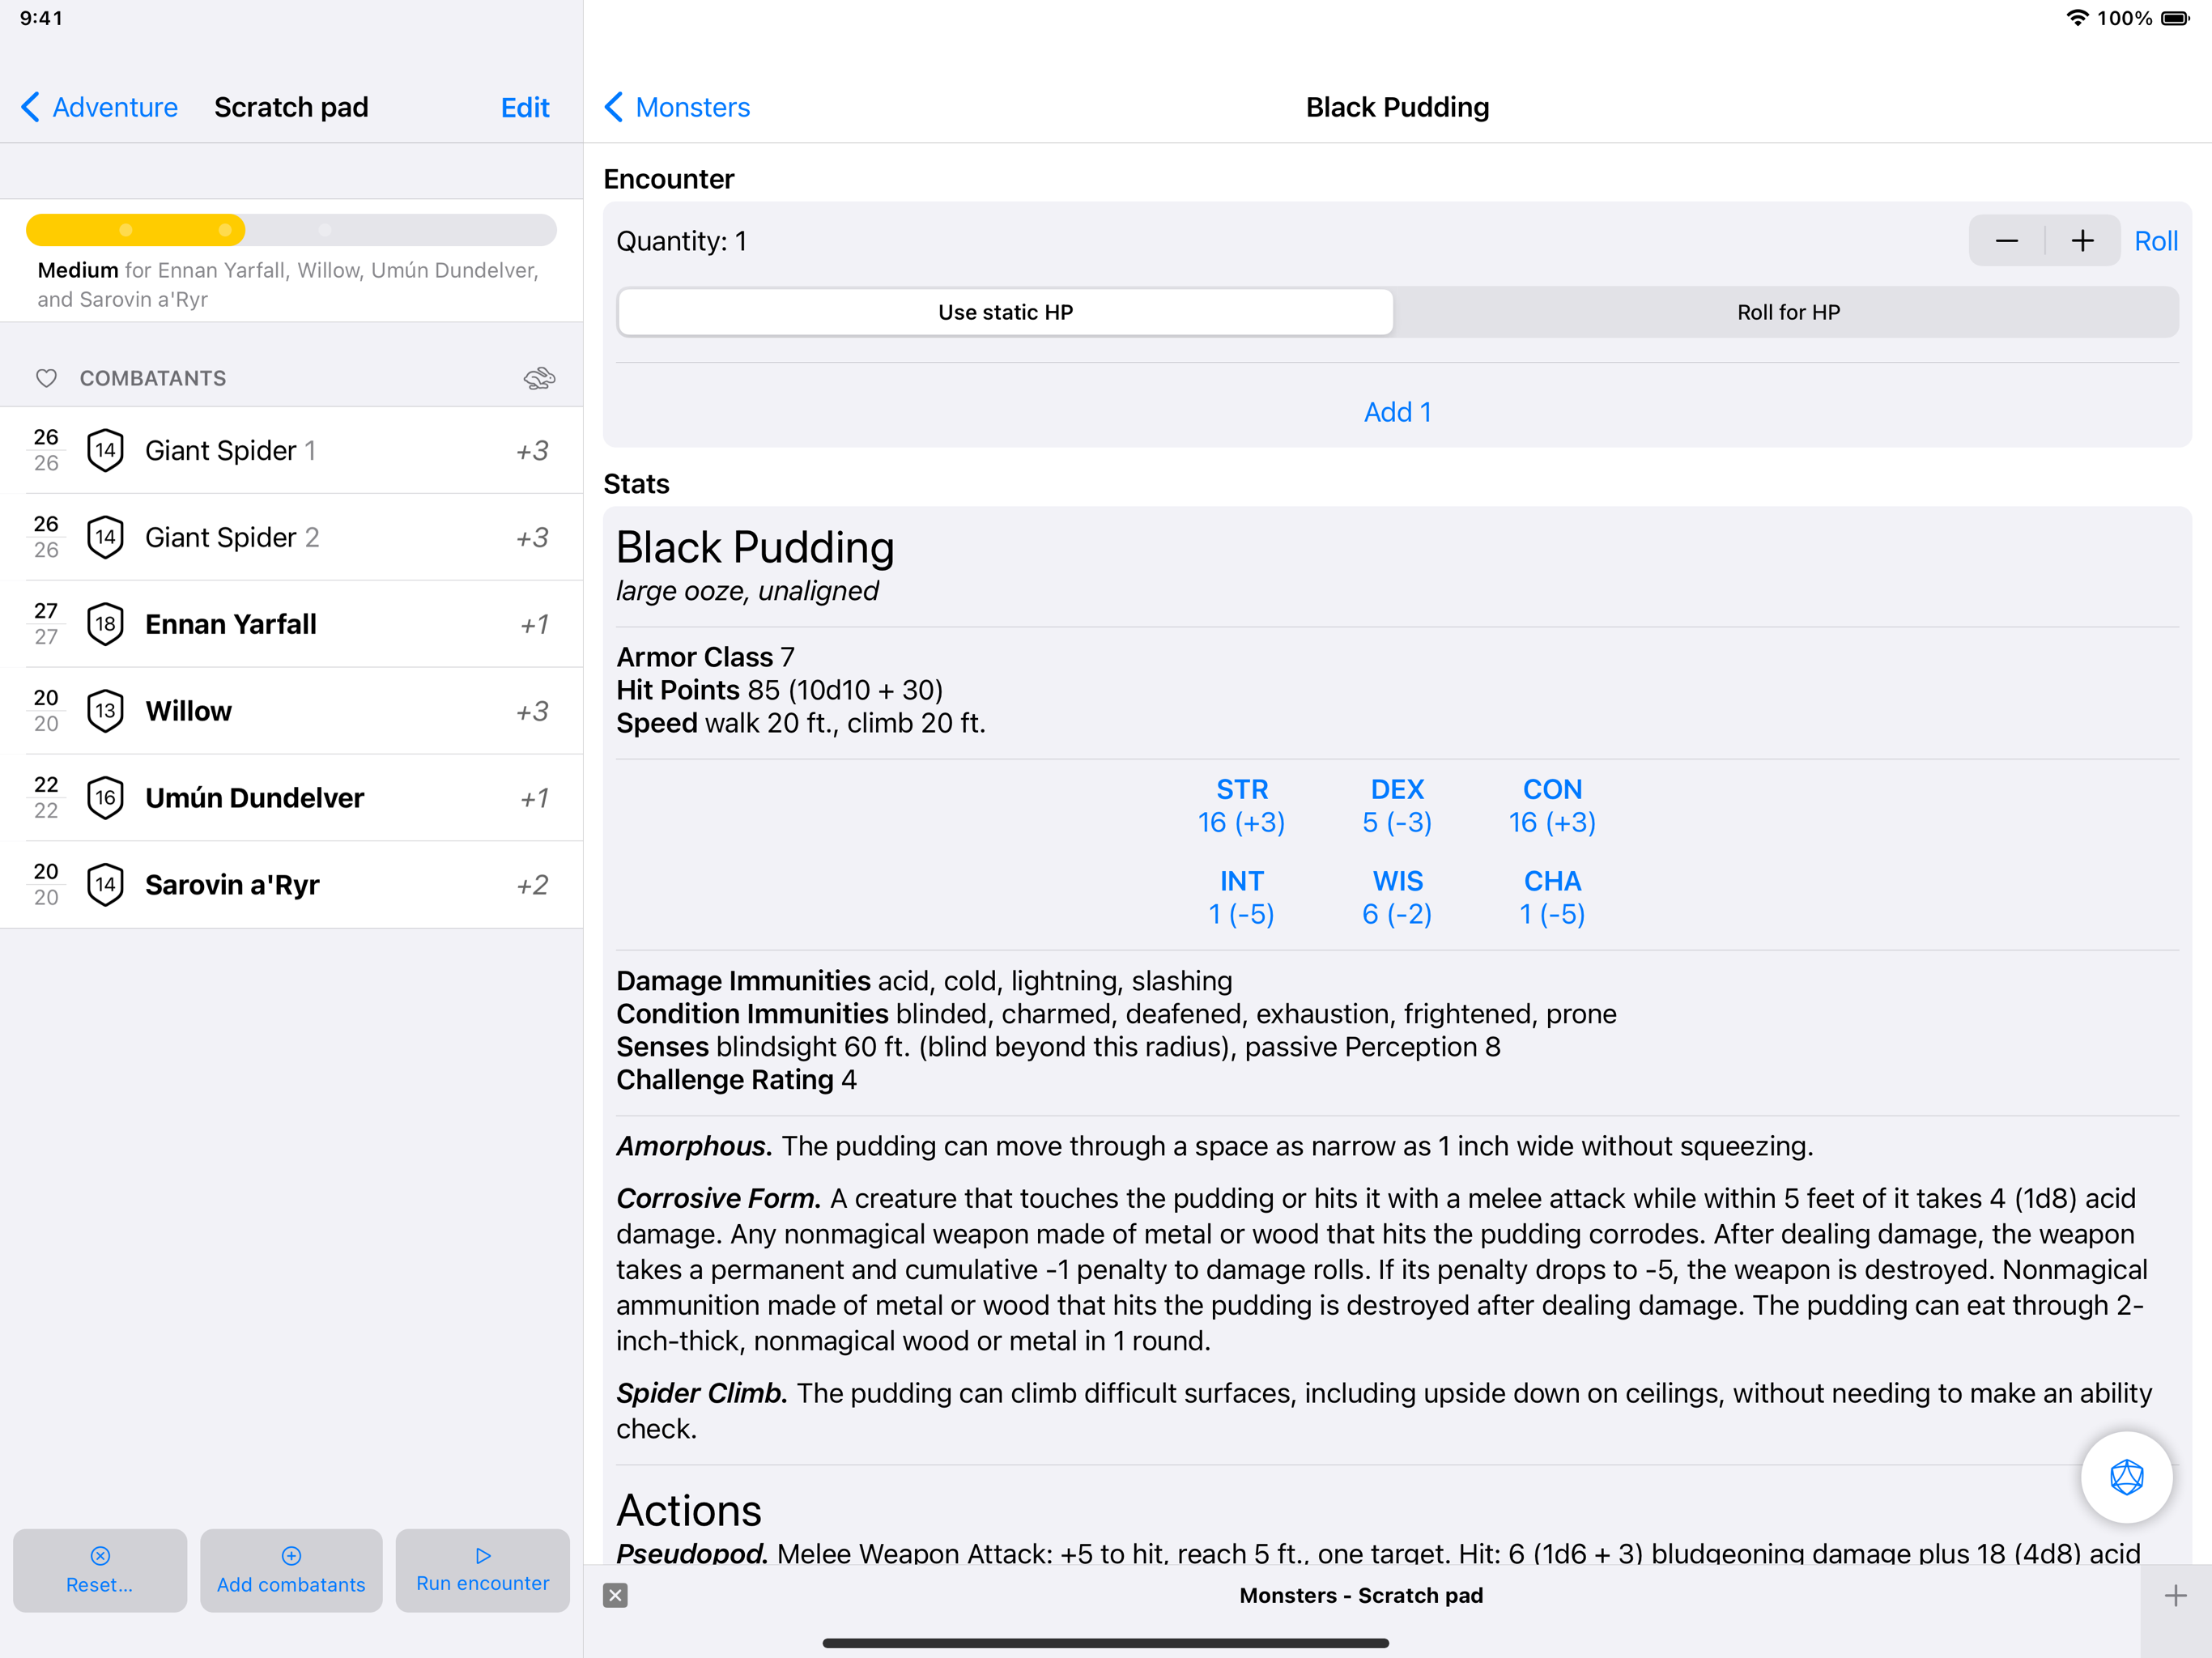 9:41
100%
Adventure
Scratch pad
Edit
Medium for Ennan Yarfall, Willow, Umún Dundelver,
and Sarovin a'Ryr
COMBATANTS
26
26
14
Giant Spider 1
+3
26
26
14
Giant Spider 2
+3
27
27
18
Ennan Yarfall
+1
20
20
13
Willow
+3
22
22
16
Umún Dundelver
+1
20
20
14
Sarovin a'Ryr
+2
Reset...
Add combatants
Run encounter
Monsters
Black Pudding
Encounter
Quantity: 1
Roll
Use static HP
Roll for HP
Add 1
Stats
Black Pudding
large ooze, unaligned
Armor Class 7
Hit Points 85 (10d10 + 30)
Speed walk 20 ft., climb 20 ft.
STR DEX CON
16 (+3) 5 (-3) 16 (+3)
INT WIS CHA
1 (-5) 6 (-2) 1 (-5)
Damage Immunities acid, cold, lightning, slashing
Condition Immunities blinded, charmed, deafened, exhaustion, frightened, prone
Senses blindsight 60 ft. (blind beyond this radius), passive Perception 8
Challenge Rating 4
Amorphous. The pudding can move through a space as narrow as 1 inch wide without squeezing.
Corrosive Form. A creature that touches the pudding or hits it with a melee attack while within 5 feet of it takes 4 (1d8) acid
damage. Any nonmagical weapon made of metal or wood that hits the pudding corrodes. After dealing damage, the weapon
takes a permanent and cumulative -1 penalty to damage rolls. If its penalty drops to -5, the weapon is destroyed. Nonmagical
ammunition made of metal or wood that hits the pudding is destroyed after dealing damage. The pudding can eat through 2-
inch-thick, nonmagical wood or metal in 1 round.
Spider Climb. The pudding can climb difficult surfaces, including upside down on ceilings, without needing to make an ability
check.
Actions
Pseudopod. Melee Weapon Attack: +5 to hit, reach 5 ft., one target. Hit: 6 (1d6 + 3) bludgeoning damage plus 18 (4d8) acid
Monsters - Scratch pad